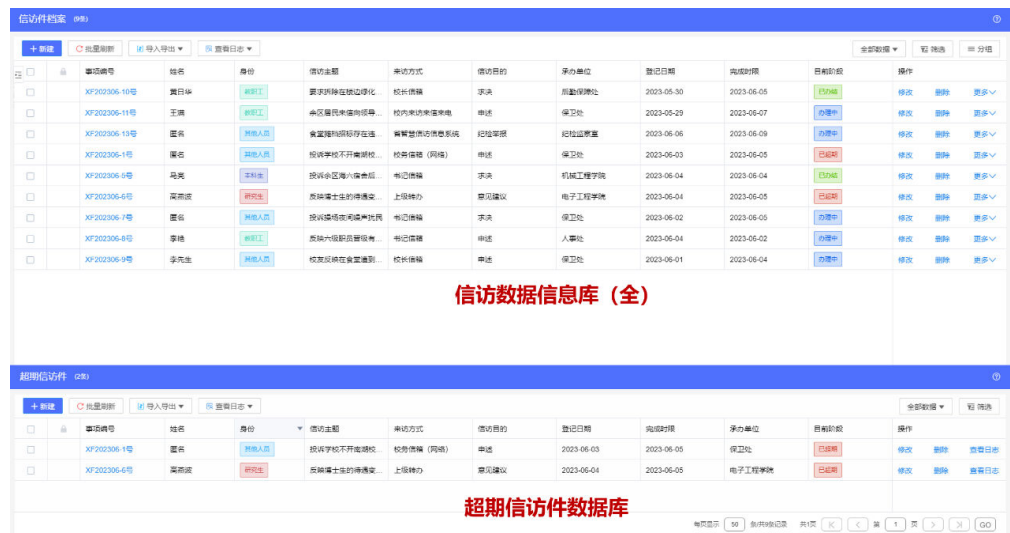 信访件档案 (9条)
+ 新建 批量刷新 导入导出 查看日志 全部数据 筛选 分组
事项编号 姓名 身份 信访主题 来访方式 信访目的 承办单位 登记日期 完成时限 目前阶段 操作
XF202306-10号 黄日华 教职工 要求拆除在楼边绿化... 校长信箱 求决 后勤保障处 2023-05-30 2023-06-05 已办结 修改 删除 更多
XF202306-11号 王 教职工 余区居民来信向领导... 校内来访来信来电 申述 保卫处 2023-05-29 2023-06-07 办理中 修改 删除 更多
XF202306-13号 匿名 其他人员 食堂档招标存在违... 省智慧信访信息系统 纪检举报 纪检监察室 2023-06-06 2023-06-09 办理中 修改 删除 更多
XF202306-1号 匿名 其他人员 投诉学校不开南湖校... 校务信箱（网络） 申述 保卫处 2023-06-03 2023-06-05 已超期 修改 删除 更多
XF202306-5号 马亮 本科生 投诉余区海六宿舍后... 书记信箱 求决 机械工程学院 2023-06-04 2023-06-04 已办结 修改 删除 更多
XF202306-6号 高燕波 研究生 反映博士生的待遇变... 上级转办 意见建议 电子工程学院 2023-06-04 2023-06-05 已超期 修改 删除 更多
XF202306-7号 匿名 其他人员 投诉操场夜间噪声扰民 书记信箱 求决 保卫处 2023-06-02 2023-06-05 办理中 修改 删除 更多
XF202306-8号 李艳 教职工 反映六级职员晋级有... 书记信箱 申述 人事处 2023-06-04 2023-06-02 办理中 修改 删除 更多
XF202306-9号 李先生 其他人员 校友反映在食堂遭到... 校长信箱 申述 保卫处 2023-06-01 2023-06-04 办理中 修改 删除 更多
信访数据信息库（全）
超期信访件 (2条)
+ 新建 批量刷新 导入导出 查看日志 全部数据 筛选
事项编号 姓名 身份 信访主题 来访方式 信访目的 登记日期 完成时限 承办单位 目前阶段 操作
XF202306-1号 匿名 其他人员 投诉学校不开南湖校... 校务信箱（网络） 申述 2023-06-03 2023-06-05 保卫处 已超期 修改 删除 查看日志
XF202306-6号 高燕波 研究生 反映博士生的待遇变... 上级转办 意见建议 2023-06-04 2023-06-05 电子工程学院 已超期 修改 删除 查看日志
超期信访件数据库
每页显示 50 条/共9条记录 共1页 第 1 页 GO